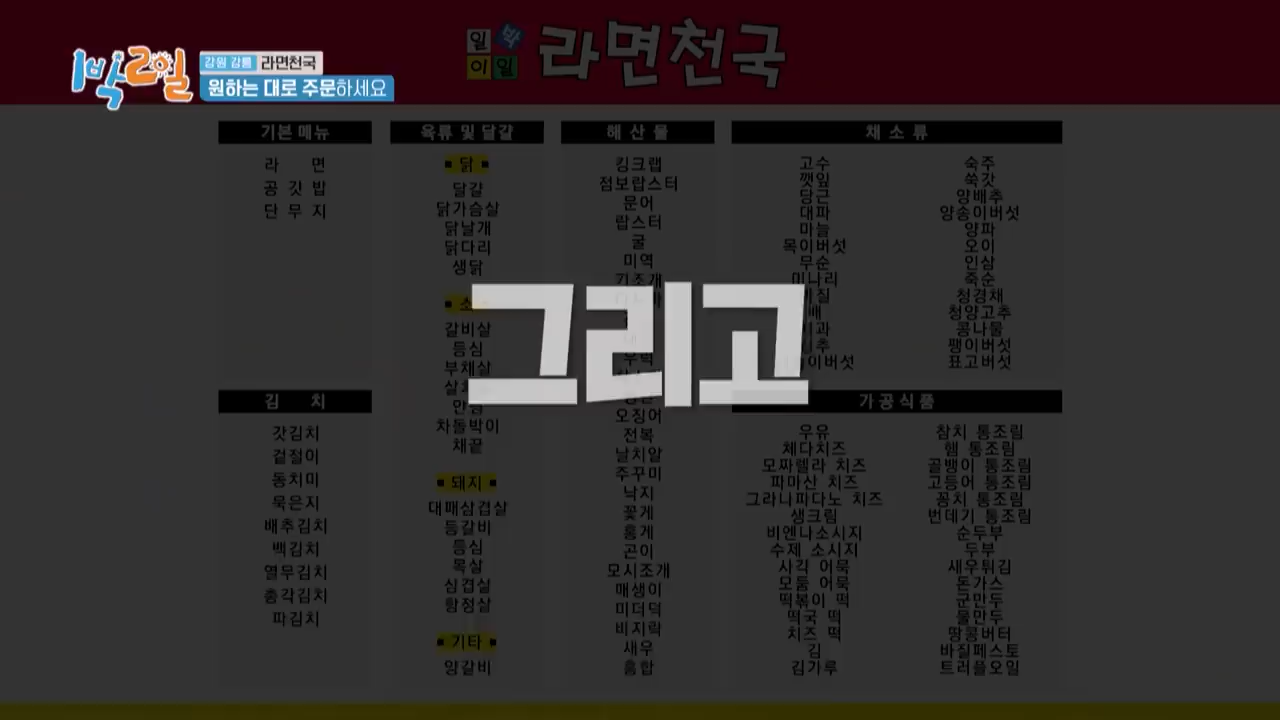 1박2일
강원 강릉 라면천국
원하는 대로 주문하세요
일박이일 라면천국
기본 메뉴
라 면
공 깃 밥
단 무 지
김 치
갓김치
겉절이
동치미
묵은지
배추김치
백김치
열무김치
총각김치
파김치
육류 및 달걀
닭
달걀
닭가슴살
닭날개
닭다리
생닭
소
갈비살
등심
부채살
차돌박이
채끝
돼지
대패삼겹살
등갈비
등심
목살
삼겹살
항정살
기타
양갈비
해 산 물
킹크랩
점보랍스터
문어
랍스터
굴
미역
키조개
우럭
오징어
전복
날치알
주꾸미
낙지
꽃게
홍게
곤이
모시조개
매생이
미더덕
비지락
새우
홍합
그리고
채 소 류
고수
깻잎
당근
대파
마늘
목이버섯
무순
미나리
숙주
쑥갓
양배추
양송이버섯
양파
오이
인삼
죽순
청경채
청양고추
콩나물
팽이버섯
표고버섯
가공식품
우유
체다치즈
모짜렐라 치즈
파마산 치즈
그라나파다노 치즈
생크림
비엔나소시지
수제 소시지
사각 어묵
모둠 어묵
떡볶이 떡
떡국 떡
치즈 떡
김
김가루
참치 통조림
햄 통조림
골뱅이 통조림
고등어 통조림
꽁치 통조림
번데기 통조림
순두부
두부
새우튀김
돈가스
군만두
물만두
땅콩버터
바질페스토
트러플오일